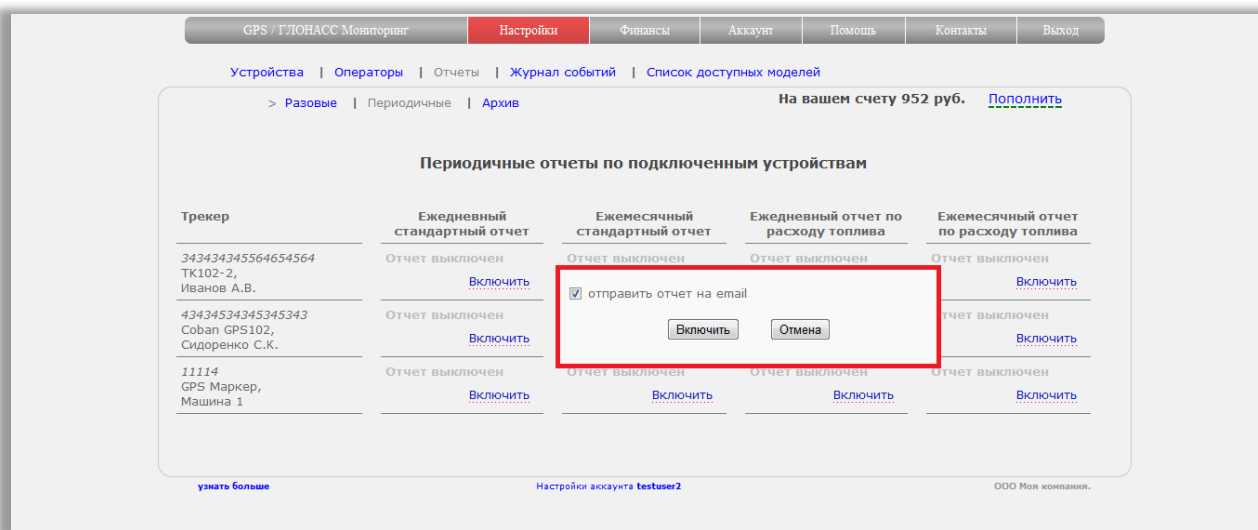 GPS / ГЛОНАСС Мониторинг Настройки Финансы Аккаунт Помощь Контакты Выход
Устройства | Операторы | Отчеты | Журнал событий | Список доступных моделей
> Разовые | Периодичные | Архив На вашем счету 952 руб. Пополнить
Периодичные отчеты по подключенным устройствам
Трекер Ежедневный Ежемесячный Ежедневный отчет по Ежемесячный отчет
стандартный отчет стандартный отчет расходу топлива по расходу топлива
343434345564654564 Отчет выключен Отчет выключен Отчет выключен Отчет выключен
TK102-2,
Иванов А.В. Включить Включить
отправить отчет на email
43434534345345343 Отчет выключен чет выключен
Coban GPS102, Включить Отмена
Сидоренко С.К. Включить Включить
11114 Отчет выключен Отчет выключен Отчет выключен Отчет выключен
GPS Маркер,
Машина 1 Включить Включить Включить Включить
узнать больше Настройки аккаунта testuser2 ООО Моя компания.